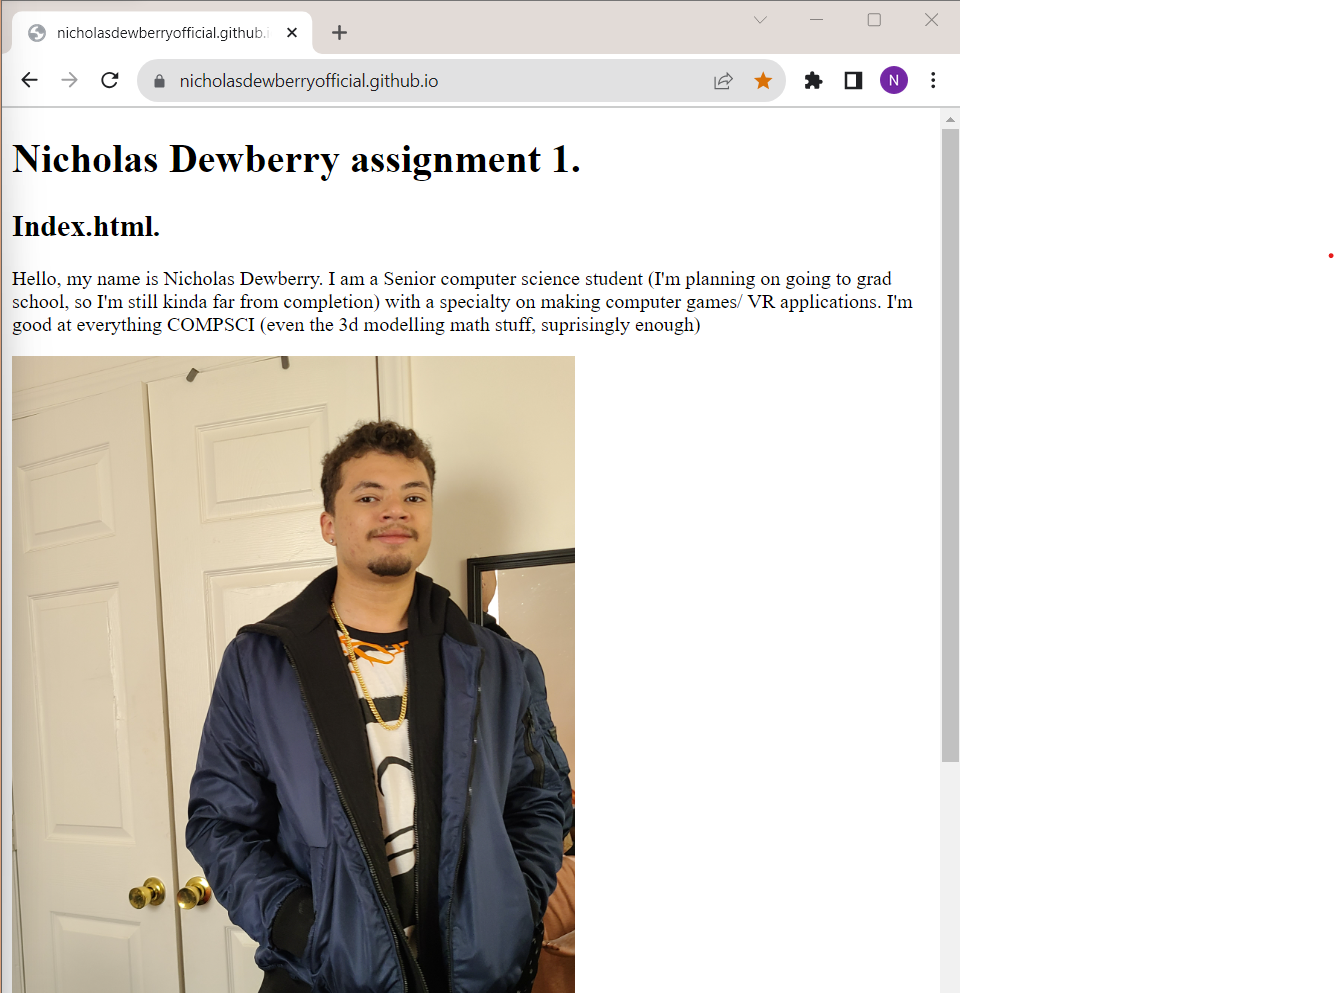 nicholasdewberryofficial.github.i
nicholasdewberryofficial.github.io
N
Nicholas Dewberry assignment 1.
Index.html.
Hello, my name is Nicholas Dewberry. I am a Senior computer science student (I'm planning on going to grad
school, so I'm still kinda far from completion) with a specialty on making computer games/ VR applications. I'm
good at everything COMPSCI (even the 3d modelling math stuff, suprisingly enough)